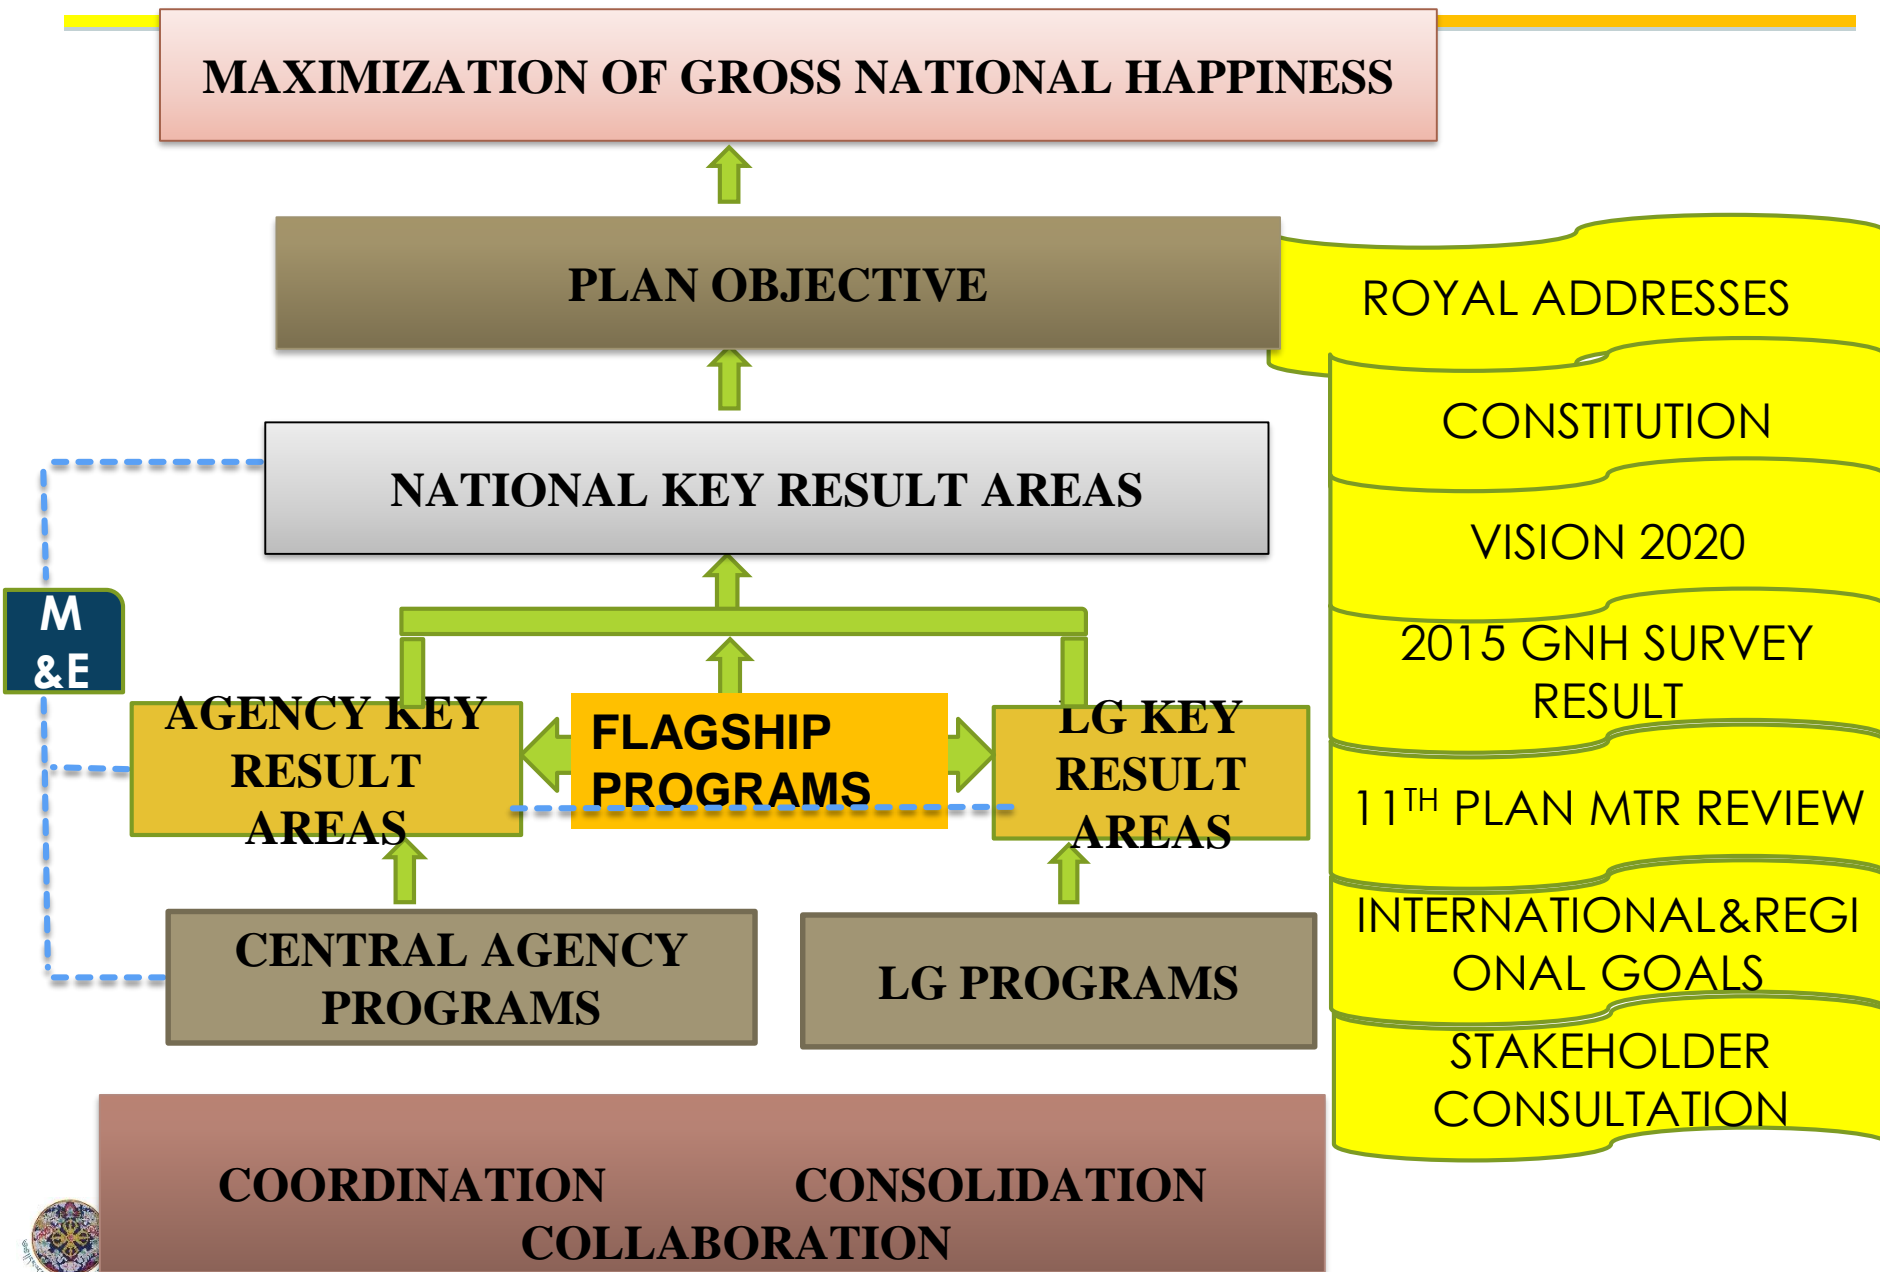 MAXIMIZATION OF GROSS NATIONAL HAPPINESS
PLAN OBJECTIVE
NATIONAL KEY RESULT AREAS
M
&E
AGENCY KEY
RESULT
AREAS
FLAGSHIP
PROGRAMS
LG KEY
RESULT
AREAS
CENTRAL AGENCY
PROGRAMS
LG PROGRAMS
COORDINATION CONSOLIDATION
COLLABORATION
ROYAL ADDRESSES
CONSTITUTION
VISION 2020
2015 GNH SURVEY
RESULT
11TH PLAN MTR REVIEW
INTERNATIONAL&REGI
ONAL GOALS
STAKEHOLDER
CONSULTATION